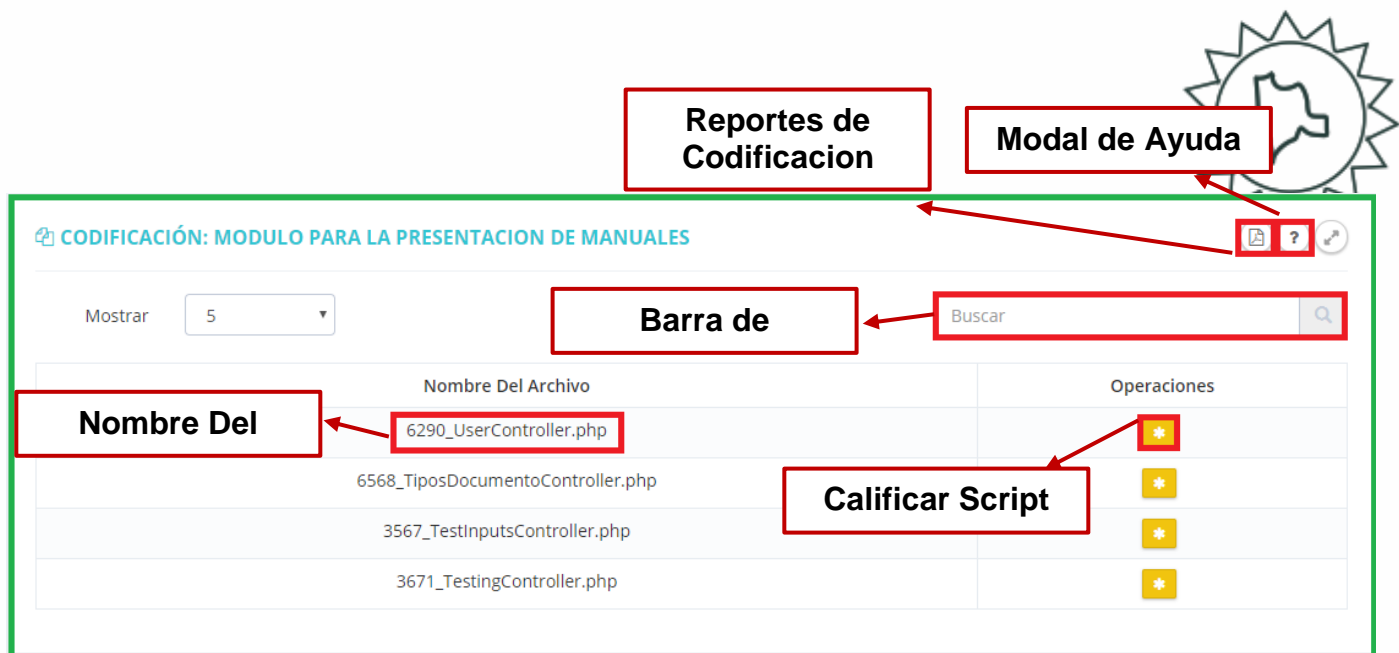 Reportes de
Codificacion
Modal de Ayuda
CODIFICACIÓN: MODULO PARA LA PRESENTACION DE MANUALES
?
Mostrar
5
Barra de
Buscar
Nombre Del Archivo
Operaciones
Nombre Del
6290_UserController.php
6568_TiposDocumentoController.php
Calificar Script
3567_TestInputsController.php
3671_TestingController.php